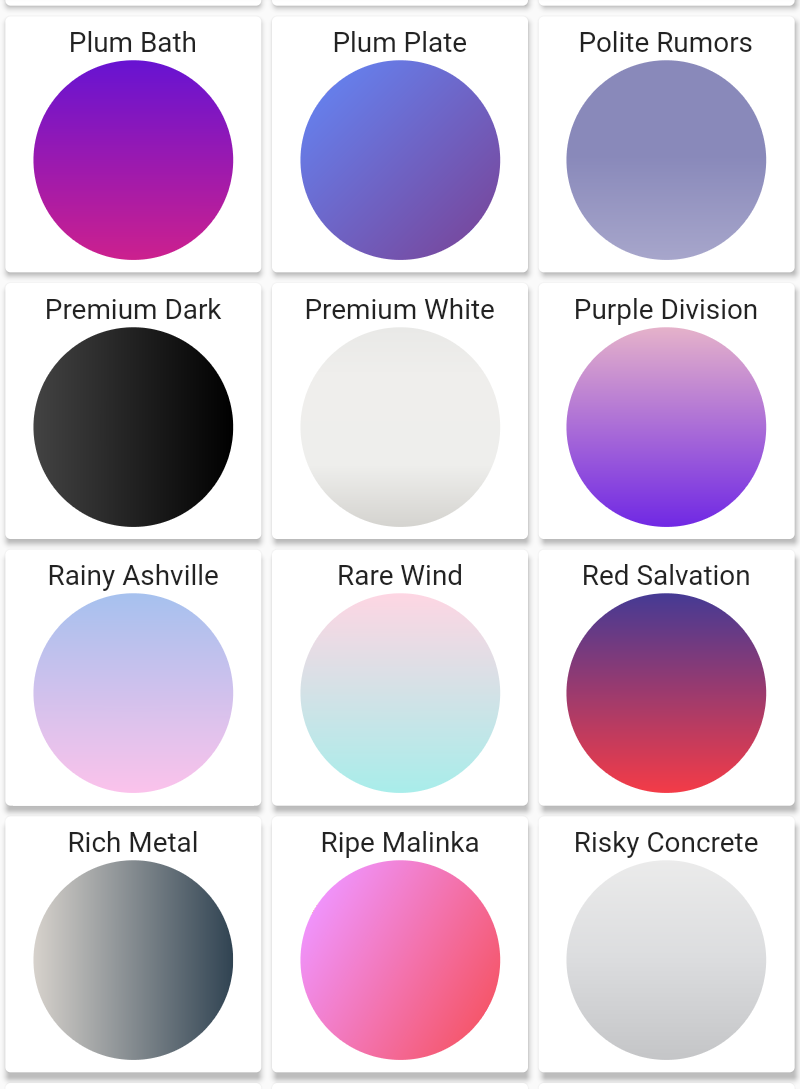 Plum Bath
Plum Plate
Polite Rumors
Premium Dark
Premium White
Purple Division
Rainy Ashville
Rare Wind
Red Salvation
Rich Metal
Ripe Malinka
Risky Concrete